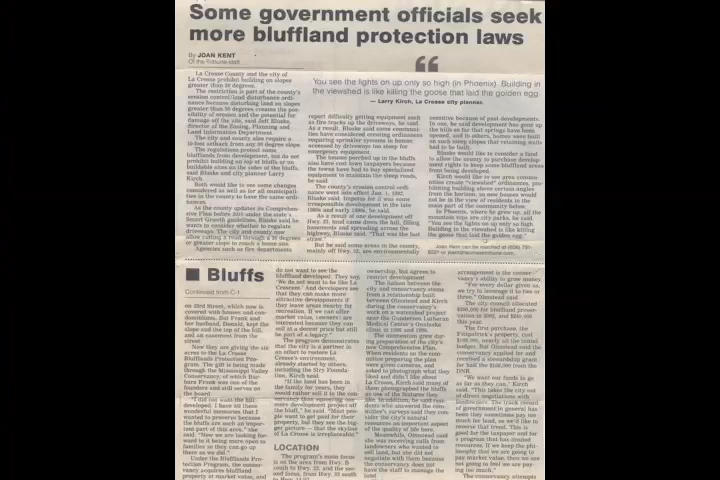 Some government officials seek
more bluffland protection laws
By JOAN KENT
Of the Tribune staff
La Crosse County and the city of
La Crosse prohibit building on slopes
greater than 30 degrees.
The restriction is part of the county's
erosion control/land disturbance ordi-
nance because disturbing land on slopes
greater than 30 degrees creates the pos-
sibility of erosion and the potential for
damage off the site, said Jeff Bluske,
director of the Zoning, Planning and
Land Information Department.
The city and county also require a
10-foot setback from any 30 degree slope.
The regulations protect some
blufflands from development, but do not
prohibit building on top of bluffs or on
buildable sites on the sides of the bluffs,
said Bluske and city planner Larry
Kirch.
Both would like to see some changes
considered as well as for all municipali-
ties in the county to have the same ordi-
nances.
As the county updates its Comprehen-
sive Plan before 2010 under the state's
Smart Growth guidelines, Bluske said he
wants to consider whether to regulate
driveways. The city and county now
allow cutting a road through a 30 degrees
or greater slope to reach a home site.
Agencies such as fire departments
“
You see the lights on up only so high (in Phoenix). Building in
the viewshed is like killing the goose that laid the golden egg.
— Larry Kirch, La Crosse city planner.
report difficulty getting equipment such
as fire trucks up the driveways, he said.
As a result, Bluske said some communi-
ties have considered creating ordinances
requiring sprinkler systems in homes
accessed by driveways too steep for
emergency equipment.
The homes perched up in the bluffs
also have cost town taxpayers because
the towns have had to buy specialized
equipment to maintain the steep roads,
he said.
The county's erosion control ordi-
nance went into effect Jan. 1, 1992,
Bluske said. Impetus for it was some
irresponsible development in the late
1980s and early 1990s, he said.
As a result of one development off
Hwy. 33, mud came down the hill, filling
basements and spreading across the
highway, Bluske said. "That was the last
straw."
But he said some areas in the county,
mainly off Hwy. 33, are environmentally
sensitive because of past developments.
In one, he said development has gone up
the hills so far that springs have been
opened, and in others, homes were built
on such steep slopes that retaining walls
had to be built.
Bluske would like to consider a fund
to allow the county to purchase develop-
ment rights to keep some blufflend areas
from being developed.
Kirch would like to see area commu-
nities create "viewshed" ordinances, pro-
hibiting building above certain angles
from the horizon, so new houses would
not be in the view of residents in the
main part of the community below.
In Phoenix, where he grew up, all the
mountain tops are city parks, he said.
"You see the lights on up only so high.
Building in the viewshed is like killing
the goose that laid the golden egg."
Joan Kent can be reached at (608) 791-
■ Bluffs
Continued from C-1
on 33rd Street, which now is
covered with houses and con-
dominiums. But Frank and
her husband, Donald, kept the
slope and the top of the hill,
and an easement from the
street.
Now they are giving the six
acres to the La Crosse
Blufflands Protection Pro-
gram. The gift is being made
through the Mississippi Valley
Conservancy, of which Bar-
bara Frank was one of the
founders and still serves on
the board.
"I did not want the hill
developed. I have all these
wonderful memories that I
wanted to preserve because
the bluffs are such an impor-
tant part of this area," she
said. "Now we are looking for-
ward to it being more open to
families so they can go up
there as we did."
Under the Blufflands Pro-
tection Program, the conser-
vancy acquires bluffland
property at market value, and
do not want to see the
bluffland developed. They say,
'We do not want to be like La
Crescent.' And developers see
that they can make more
attractive developments if
they leave areas nearby for
recreation. If we can offer
market value, (owners) are
interested because they can
sell at a decent price but still
be part of a legacy."
The program demonstrates
that the city is a partner in
an effort to restore La
Crosse's environment,
already started by others,
including the Stry Founda-
tion, Kirch said.
"If the land has been in
the family for years, they
would rather sell it to the con-
servancy than squeezing one
more development project off
the bluff," he said. "Most peo-
ple want to get paid for their
property, but they see the big-
ger picture — that the skyline
of La Crosse is irreplaceable."
LOCATION
The program's main focus
is on the area from Hwy. B
south to Hwy. 33, and the sec-
ond focus, from Hwy. 33 south
ownership, but agrees to
restrict development.
The liaison between the
city and conservancy stems
from a relationship built
between Olmstead and Kirch
during the conservancy's
work on a watershed project
near the Gundersen Lutheran
Medical Center's Onalaska
clinic, in 1998 and 1999.
The momentum grew dur-
ing preparation of the city's
new Comprehensive Plan.
When residents on the com-
mittee preparing the plan
were given cameras, and
asked to photograph what they
liked and didn't like about
La Crosse, Kirch said many of
them photographed the bluffs
as one of the features they
like. In addition, he said resi-
dents who answered the com-
mittee's surveys said they con-
sider the city's natural
resources an important aspect
of the quality of life here.
Meanwhile, Olmstead said
she was receiving calls from
landowners who wanted to
sell land, but she did not
negotiate with them because
the conservancy does not
have the staff to manage the
land
arrangement is the conser-
vancy's ability to grow money.
"For every dollar given us,
we try to leverage it to two or
three," Olmstead said.
The city council allocated
for bluffland preser-
vation in
this year.
The first purchase, the
Fitzpatrick's property, cost
nearly all the initial
budget. But Olmstead said the
conservancy applied for and
received a stewardship grant
for half the from the
DNR.
"We want our funds to go
as far as they can," Kirch
said. "This takes the city out
of direct negotiations with
landowners. The track record
of government in general has
been they sometimes pay too
much for land, so we'd like to
reverse that trend. This is
good for the taxpayer and for
a program that has limited
resources. If we keep the phi-
losophy that we are going to
pay market value, then we are
not going to feel we are pay-
ing too much."
The conservancy attempts